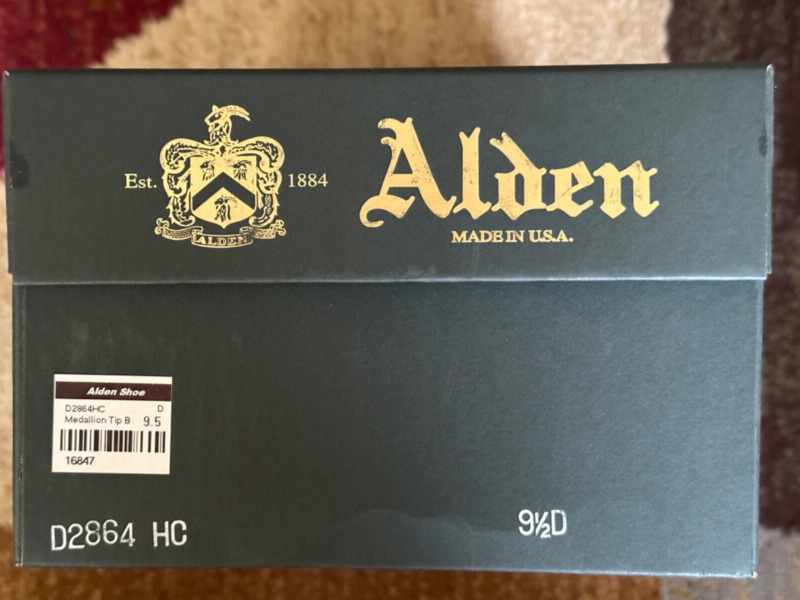 Est. 1884
ALDEN
Alden
MADE IN U.S.A.
Alden Shoe
D2864HC D
Medallion Tip B 9.5
16847
D2864 HC 9½D